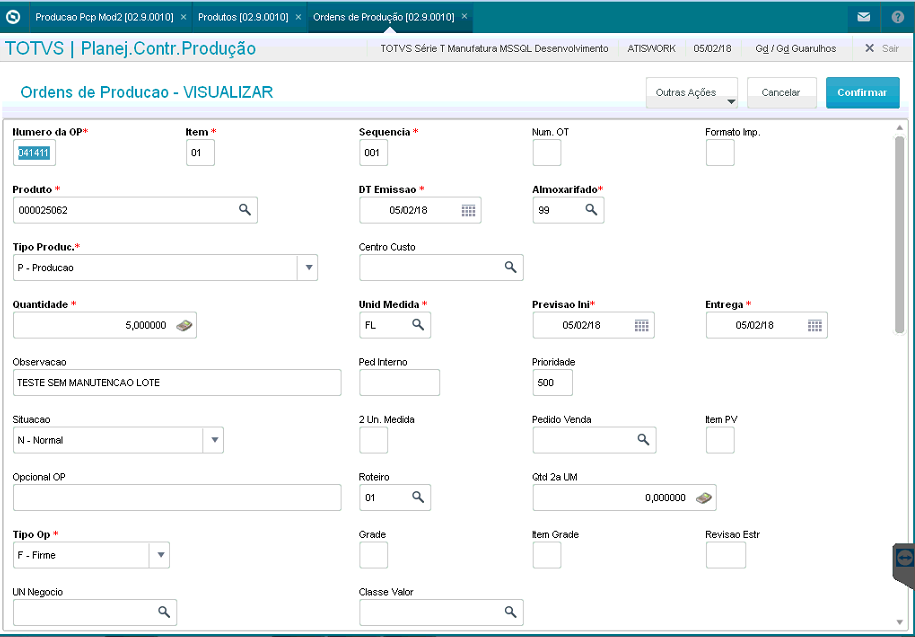 Producao Pcp Mod2 [02.9.0010] × Produtos [02.9.0010] × Ordens de Produção [02.9.0010] ×
TOTVS | Planej.Contr.Produção TOTVS Série T Manufatura MSSQL Desenvolvimento ATISWORK 05/02/18 Gd / Gd Guarulhos × Sair
Ordens de Producao - VISUALIZAR Outras Ações Cancelar Confirmar
Numero da OP* Item * Sequencia * Num. OT Formato Imp.
041411 01 001
Produto * DT Emissao * Almoxarifado*
000025062 05/02/18 99
Tipo Produc.* Centro Custo
P - Producao
Quantidade * Unid Medida * Previsao Ini* Entrega *
5,000000 FL 05/02/18 05/02/18
Observacao Ped Interno Prioridade
TESTE SEM MANUTENCAO LOTE 500
Situacao 2 Un. Medida Pedido Venda Item PV
N - Normal
Opcional OP Roteiro Qtd 2a UM
01 0,000000
Tipo Op * Grade Item Grade Revisao Estr
F - Firme
UN Negocio Classe Valor